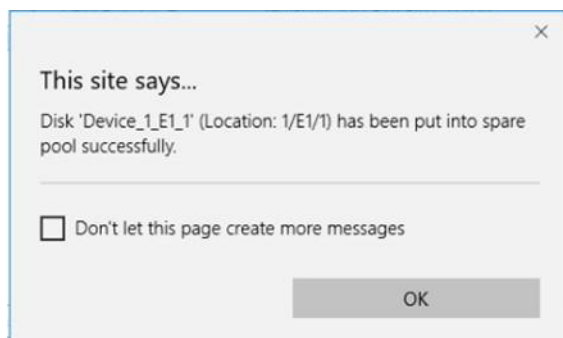 This site says...
Disk 'Device_1_E1_1' (Location: 1/E1/1) has been put into spare
pool successfully.
Don't let this page create more messages
OK